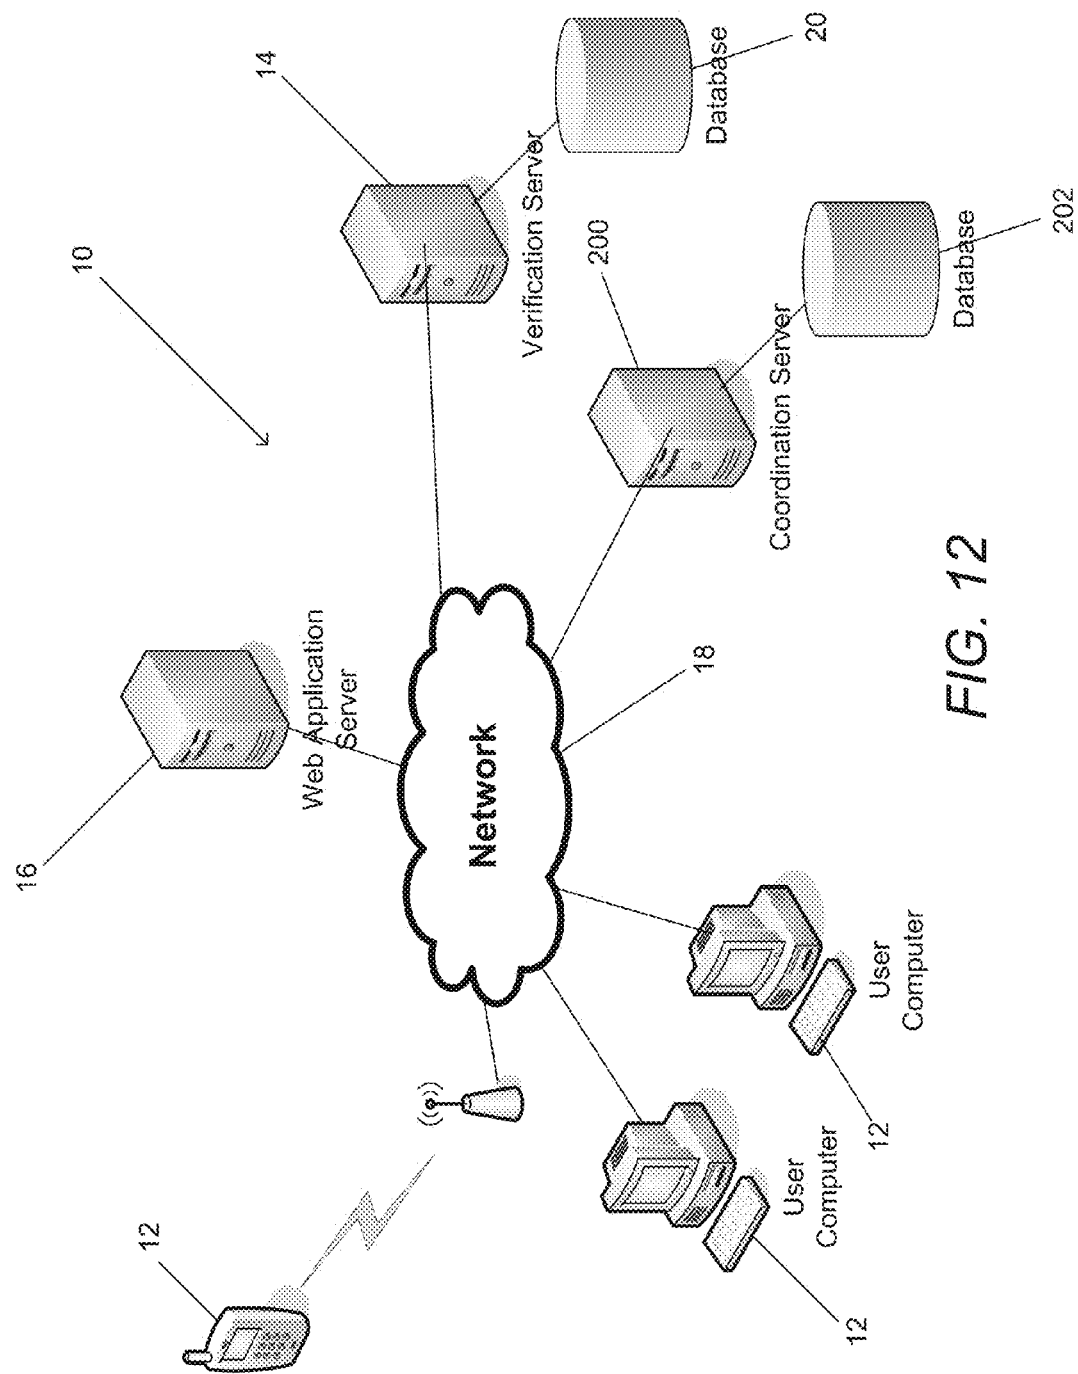 10
16
Web Application
Server
14
Verification Server
20
Database
200
Coordination Server
202
Database
Network
18
12
12
User
Computer
12
User
Computer
FIG. 12